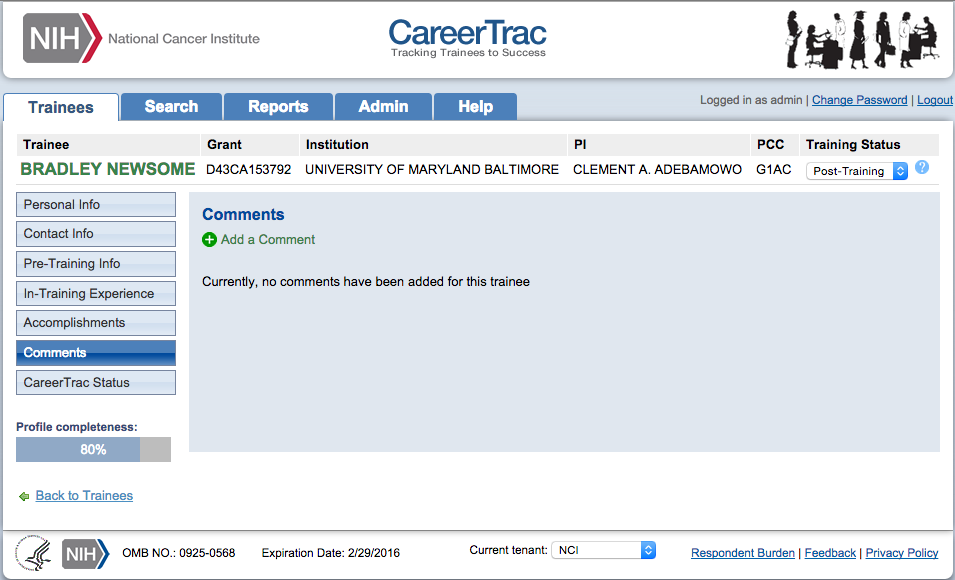 NIH National Cancer Institute
CareerTrac
Tracking Trainees to Success
Trainees Search Reports Admin Help
Logged in as admin | Change Password | Logout
Trainee Grant Institution PI PCC Training Status
BRADLEY NEWSOME D43CA153792 UNIVERSITY OF MARYLAND BALTIMORE CLEMENT A. ADEBAMOWO G1AC Post-Training ?
Personal Info
Contact Info
Pre-Training Info
In-Training Experience
Accomplishments
Comments
CareerTrac Status
Comments
Add a Comment
Currently, no comments have been added for this trainee
Profile completeness:
80%
Back to Trainees
NIH OMB NO.: 0925-0568 Expiration Date: 2/29/2016 Current tenant: NCI Respondent Burden | Feedback | Privacy Policy